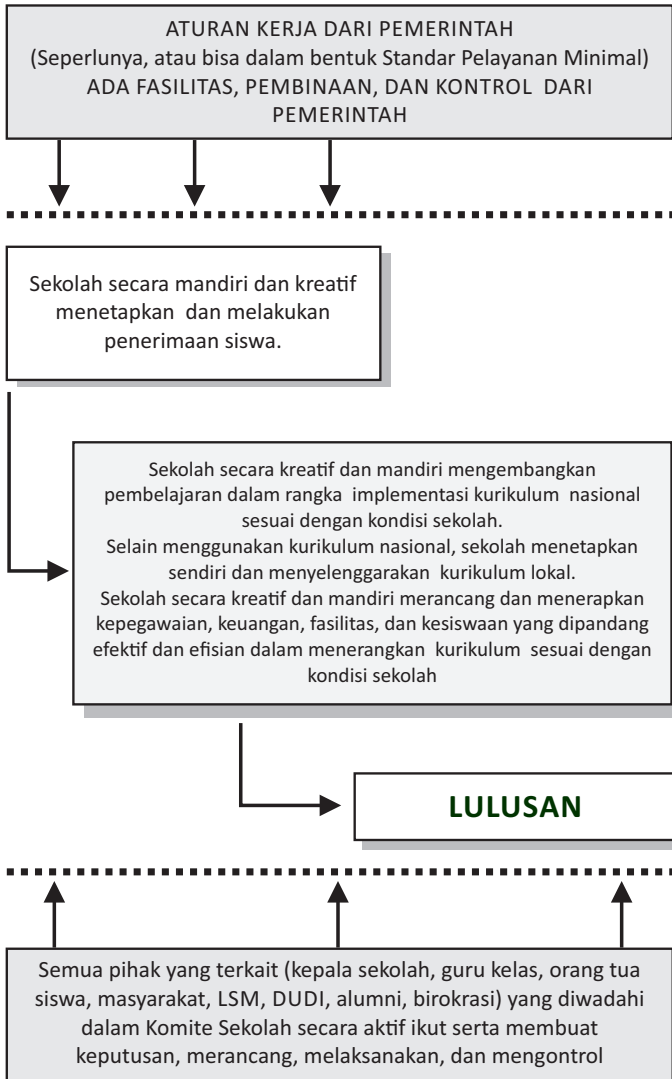 ATURAN KERJA DARI PEMERINTAH
(Seperlunya, atau bisa dalam bentuk Standar Pelayanan Minimal)
ADA FASILITAS, PEMBINAAN, DAN KONTROL DARI
PEMERINTAH
Sekolah secara mandiri dan kreatif
menetapkan dan melakukan
penerimaan siswa.
Sekolah secara kreatif dan mandiri mengembangkan
pembelajaran dalam rangka implementasi kurikulum nasional
sesuai dengan kondisi sekolah.
Selain menggunakan kurikulum nasional, sekolah menetapkan
sendiri dan menyelenggarakan kurikulum lokal.
Sekolah secara kreatif dan mandiri merancang dan menerapkan
kepegawaian, keuangan, fasilitas, dan kesiswaan yang dipandang
efektif dan efisian dalam menerangkan kurikulum sesuai dengan
kondisi sekolah
LULUSAN
Semua pihak yang terkait (kepala sekolah, guru kelas, orang tua
siswa, masyarakat, LSM, DUDI, alumni, birokrasi) yang diwadahi
dalam Komite Sekolah secara aktif ikut serta membuat
keputusan, merancang, melaksanakan, dan mengontrol